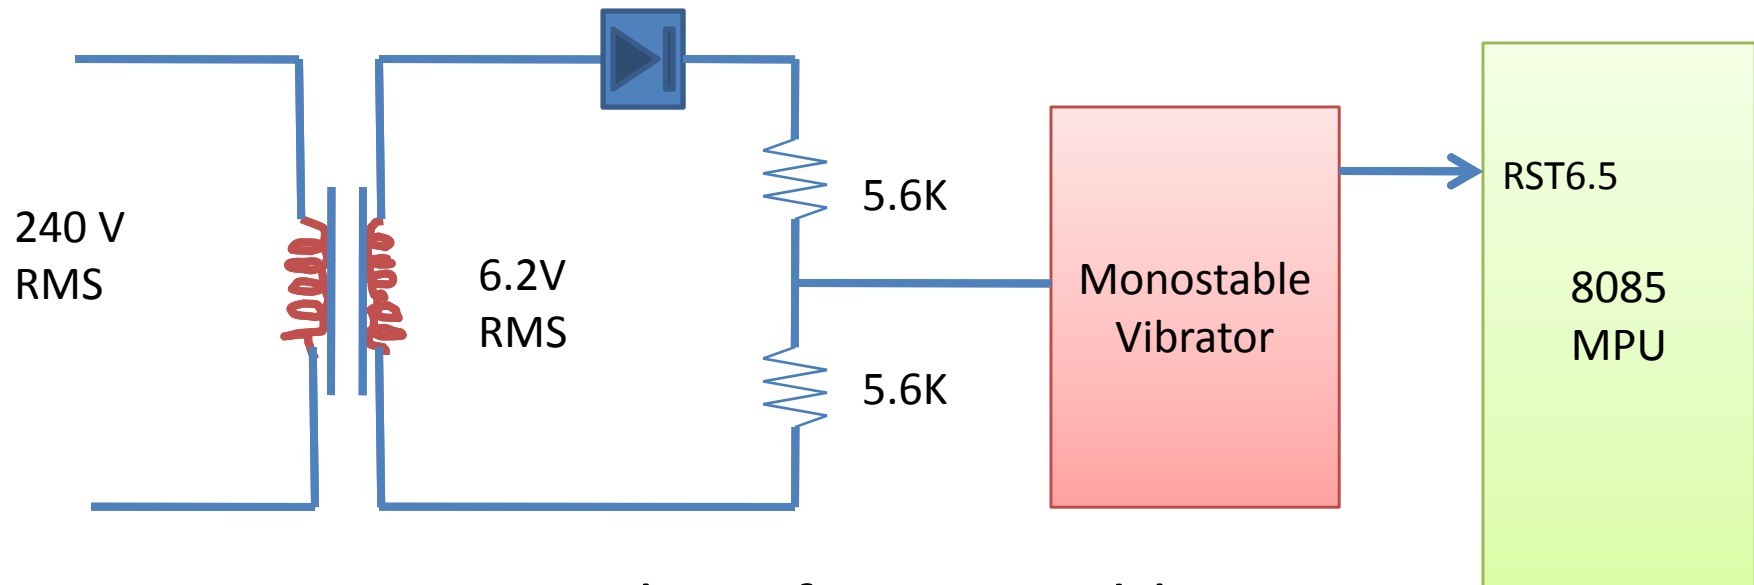 240 V
RMS
6.2V
RMS
5.6K
5.6K
Monostable
Vibrator
RST6.5
8085
MPU